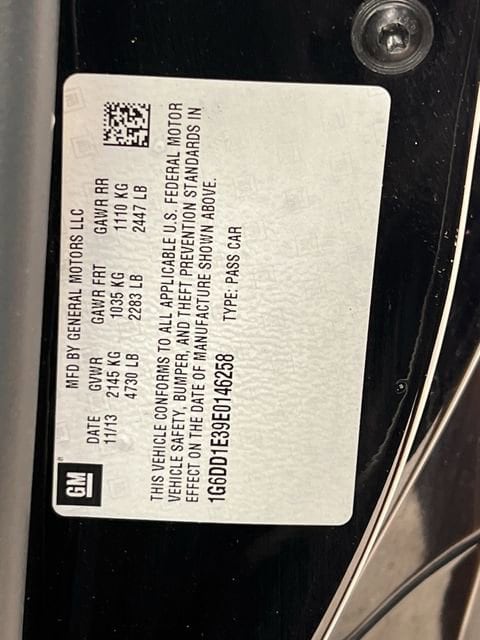 GM
MFD BY GENERAL MOTORS LLC
DATE GVWR GAWR FRT GAWR RR
11/13 2145 KG 1035 KG 1110 KG
4730 LB 2283 LB 2447 LB
THIS VEHICLE CONFORMS TO ALL APPLICABLE U.S. FEDERAL MOTOR
VEHICLE SAFETY, BUMPER, AND THEFT PREVENTION STANDARDS IN
EFFECT ON THE DATE OF MANUFACTURE SHOWN ABOVE.
1G6DD1E39E0146258 TYPE: PASS CAR